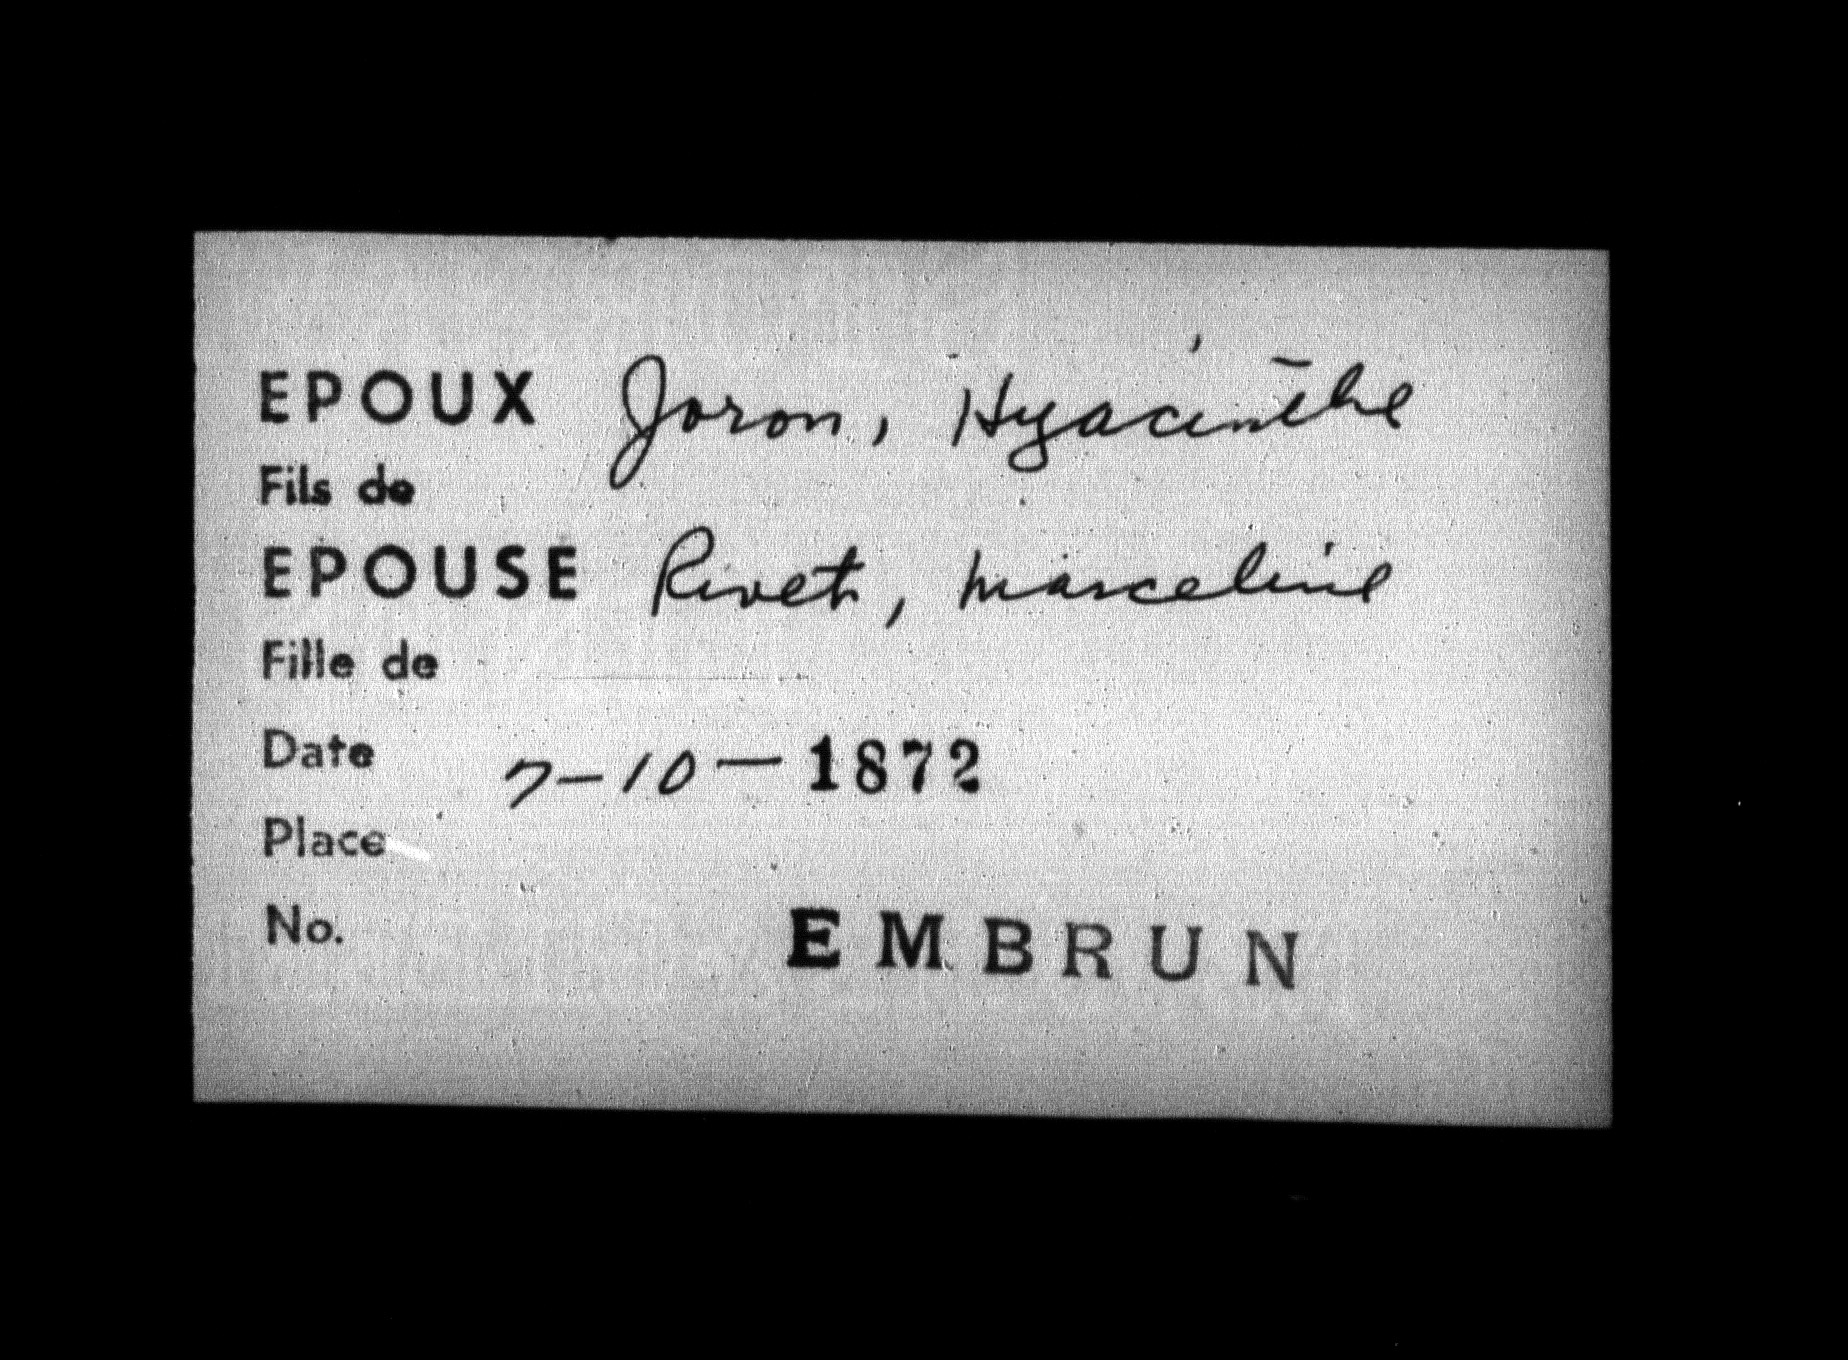 EPOUX Joron, Hyacinthe
Fils de
EPOUSE Rivet, Marceline
Fille de
Date 7-10-1872
Place
No. EMBRUN